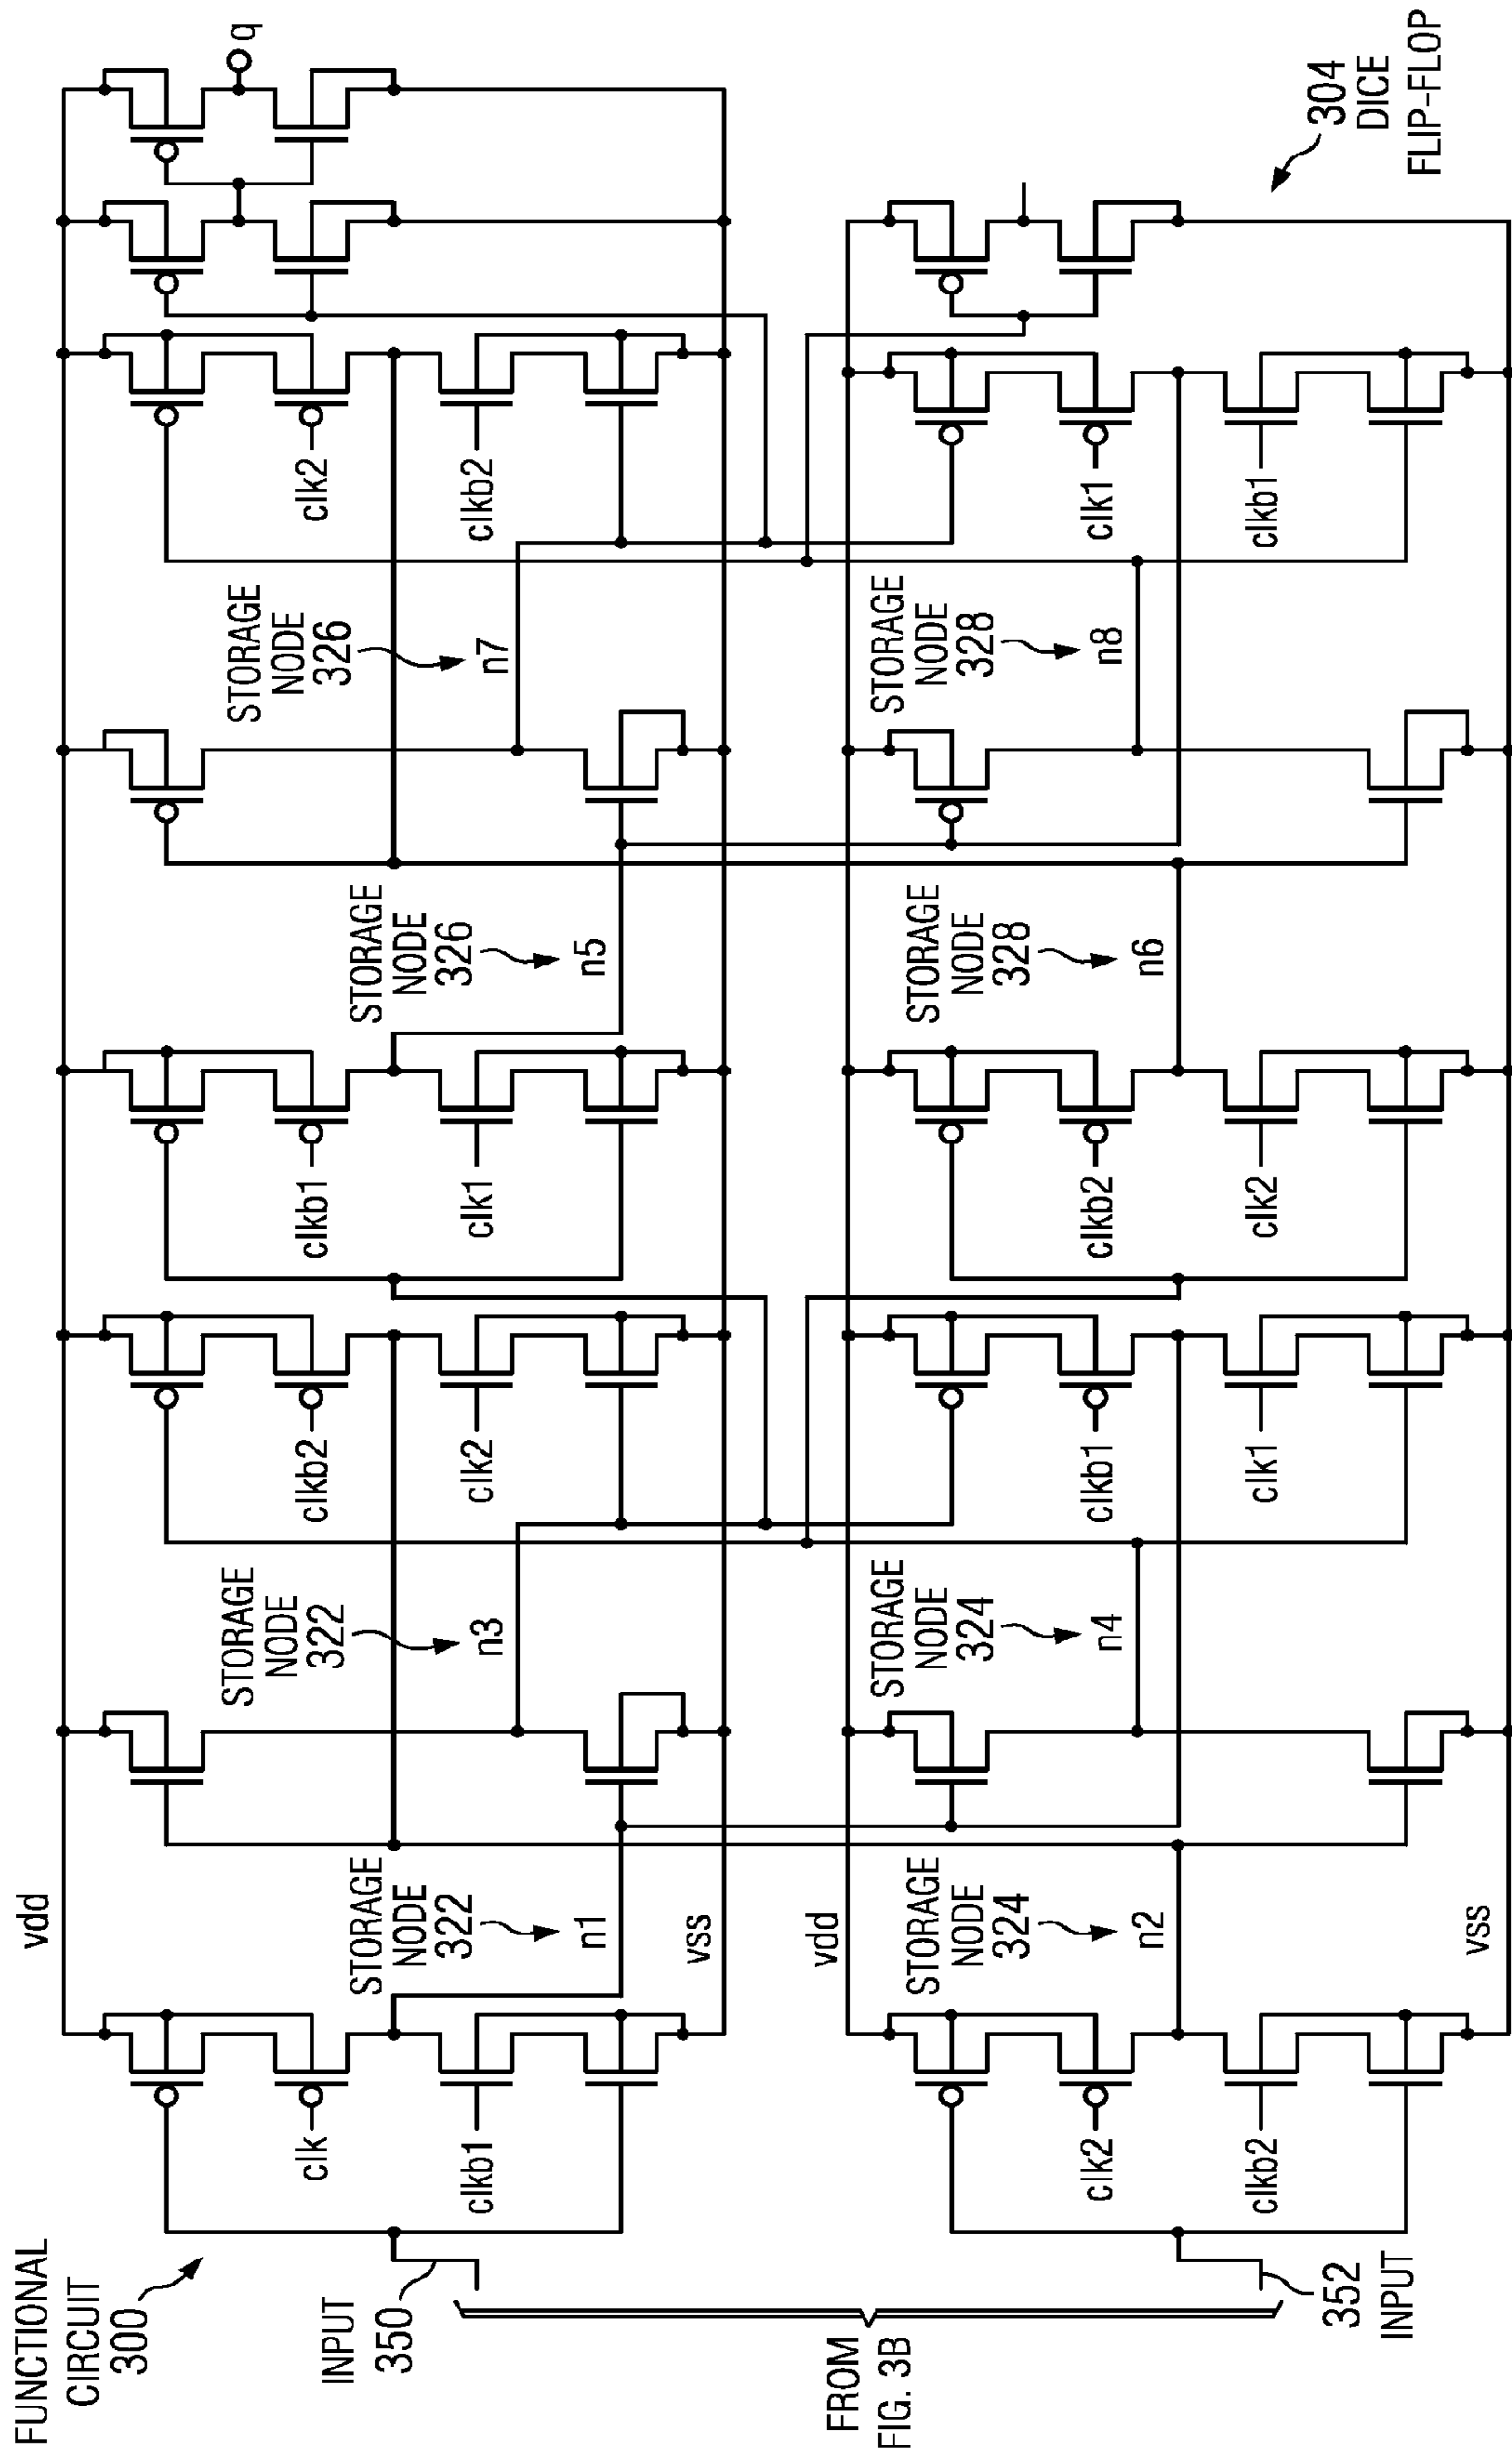 FUNCTIONAL
CIRCUIT
300
vdd
INPUT
350
clk
clkb1
STORAGE
NODE
322
n1
vss
STORAGE
NODE
322
n3
clkb2
clk2
clkb1
clk1
STORAGE
NODE
326
n5
STORAGE
NODE
326
n7
clk2
clkb2
q
FROM
FIG. 3B
vdd
352
INPUT
clk2
clkb2
STORAGE
NODE
324
n2
vss
STORAGE
NODE
324
n4
clkb1
clk1
clkb2
clk2
STORAGE
NODE
328
n6
STORAGE
NODE
328
n8
clk1
clkb1
304
DICE
FLIP-FLOP